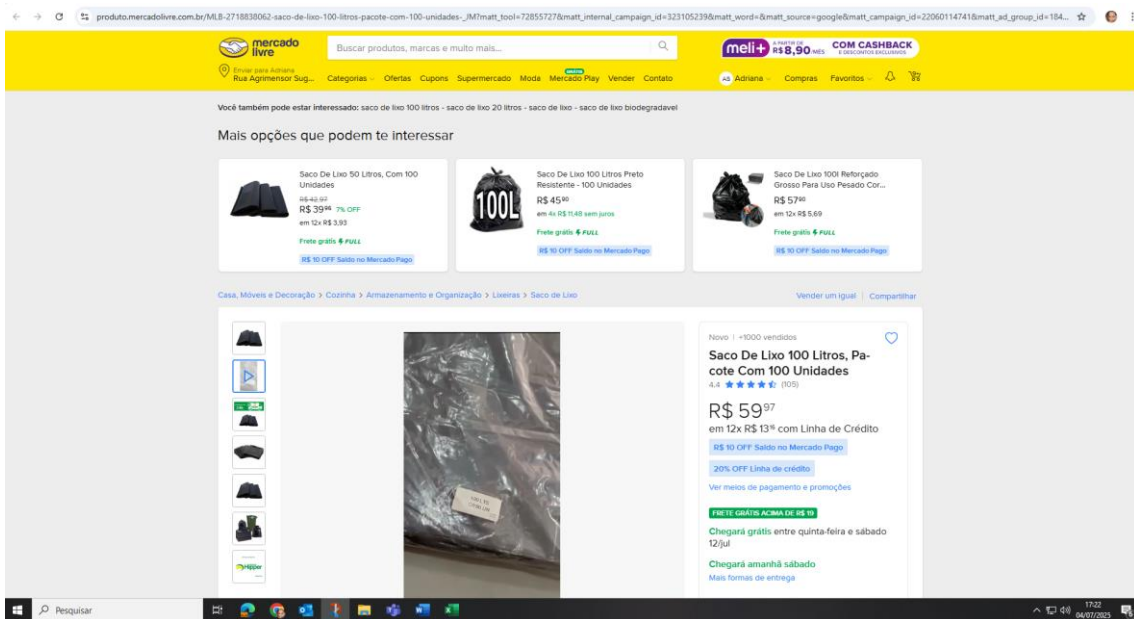 produto.mercadolivre.com.br/MLB-2718838062-saco-de-lixo-100-litros-pacote-com-100-unidades-_JM?matt_tool=72855727&matt_internal_campaign_id=323105239&matt_word=&matt_source=google&matt_campaign_id=22060114741&matt_ad_group_id=184...
mercado
livre
Buscar produtos, marcas e muito mais...
meli+ A PARTIR DE R$ 8,90/MÊS COM CASHBACK E DESCONTOS EXCLUSIVOS
Enviar para Adriana
Rua Agrimensor Sug...
Categorias Ofertas Cupons Supermercado Moda Mercado Play Vender Contato
GRÁTIS
AS Adriana Compras Favoritos
Você também pode estar interessado: saco de lixo 100 litros - saco de lixo 20 litros - saco de lixo - saco de lixo biodegradavel
Mais opções que podem te interessar
Saco De Lixo 50 Litros, Com 100
Unidades
R$ 42,97
R$ 39 96 7% OFF
em 12x R$ 3,93
Frete grátis FULL
R$ 10 OFF Saldo no Mercado Pago
100L
Saco De Lixo 100 Litros Preto
Resistente - 100 Unidades
R$ 45 90
em 4x R$ 11,48 sem juros
Frete grátis FULL
R$ 10 OFF Saldo no Mercado Pago
Saco De Lixo 100l Reforçado
Grosso Para Uso Pesado Cor...
R$ 57 90
em 12x R$ 5,69
Frete grátis FULL
R$ 10 OFF Saldo no Mercado Pago
Casa, Móveis e Decoração > Cozinha > Armazenamento e Organização > Lixeiras > Saco de Lixo
Vender um igual | Compartilhar
Novo | +1000 vendidos
Saco De Lixo 100 Litros, Pa-
cote Com 100 Unidades
4.4 (105)
R$ 59 97
em 12x R$ 13 16 com Linha de Crédito
R$ 10 OFF Saldo no Mercado Pago
20% OFF Linha de crédito
Ver meios de pagamento e promoções
FRETE GRÁTIS ACIMA DE R$ 19
Chegará grátis entre quinta-feira e sábado
12/jul
Chegará amanhã sábado
Mais formas de entrega
Hipper
Pesquisar
17:22
04/07/2025